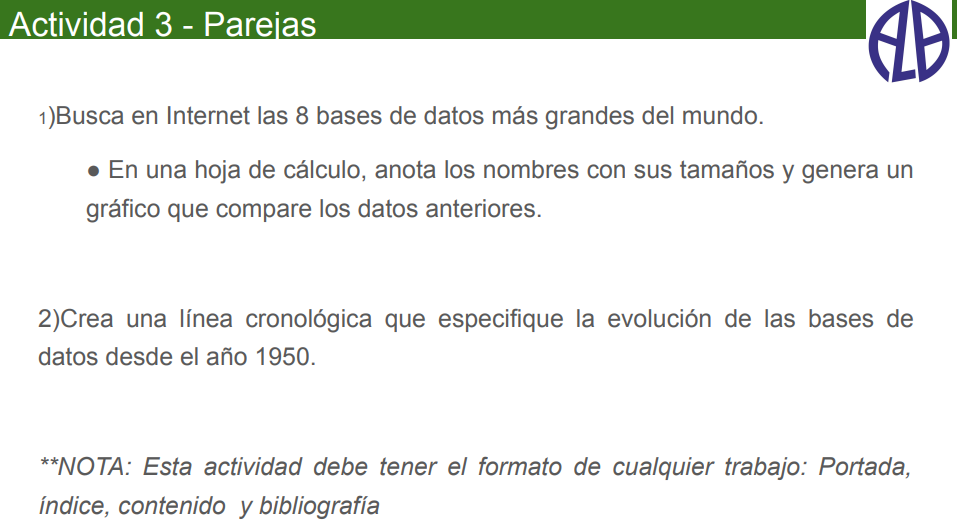 Actividad 3 - Parejas
1)Busca en Internet las 8 bases de datos más grandes del mundo.
● En una hoja de cálculo, anota los nombres con sus tamaños y genera un
gráfico que compare los datos anteriores.
2)Crea una línea cronológica que especifique la evolución de las bases de
datos desde el año 1950.
**NOTA: Esta actividad debe tener el formato de cualquier trabajo: Portada,
índice, contenido y bibliografía